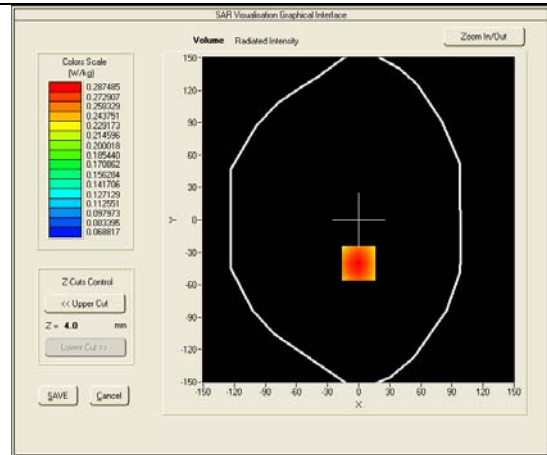 SAR Visualisation Graphical Interface
Volume Radiated Intensity
Zoom In/Out
Colors Scale
(W/kg)
0.287485
0.272907
0.258329
0.243751
0.229173
0.214596
0.200018
0.185440
0.170862
0.156284
0.141706
0.127129
0.112551
0.097973
0.083395
0.068817
Z Cuts Control
<< Upper Cut
Z = 4.0 mm
Lower Cut >>
SAVE Cancel
150
120
90
60
30
0
-30
-60
-90
-120
-150
Y
-150 -120 -90 -60 -30 0 30 60 90 120 150
X